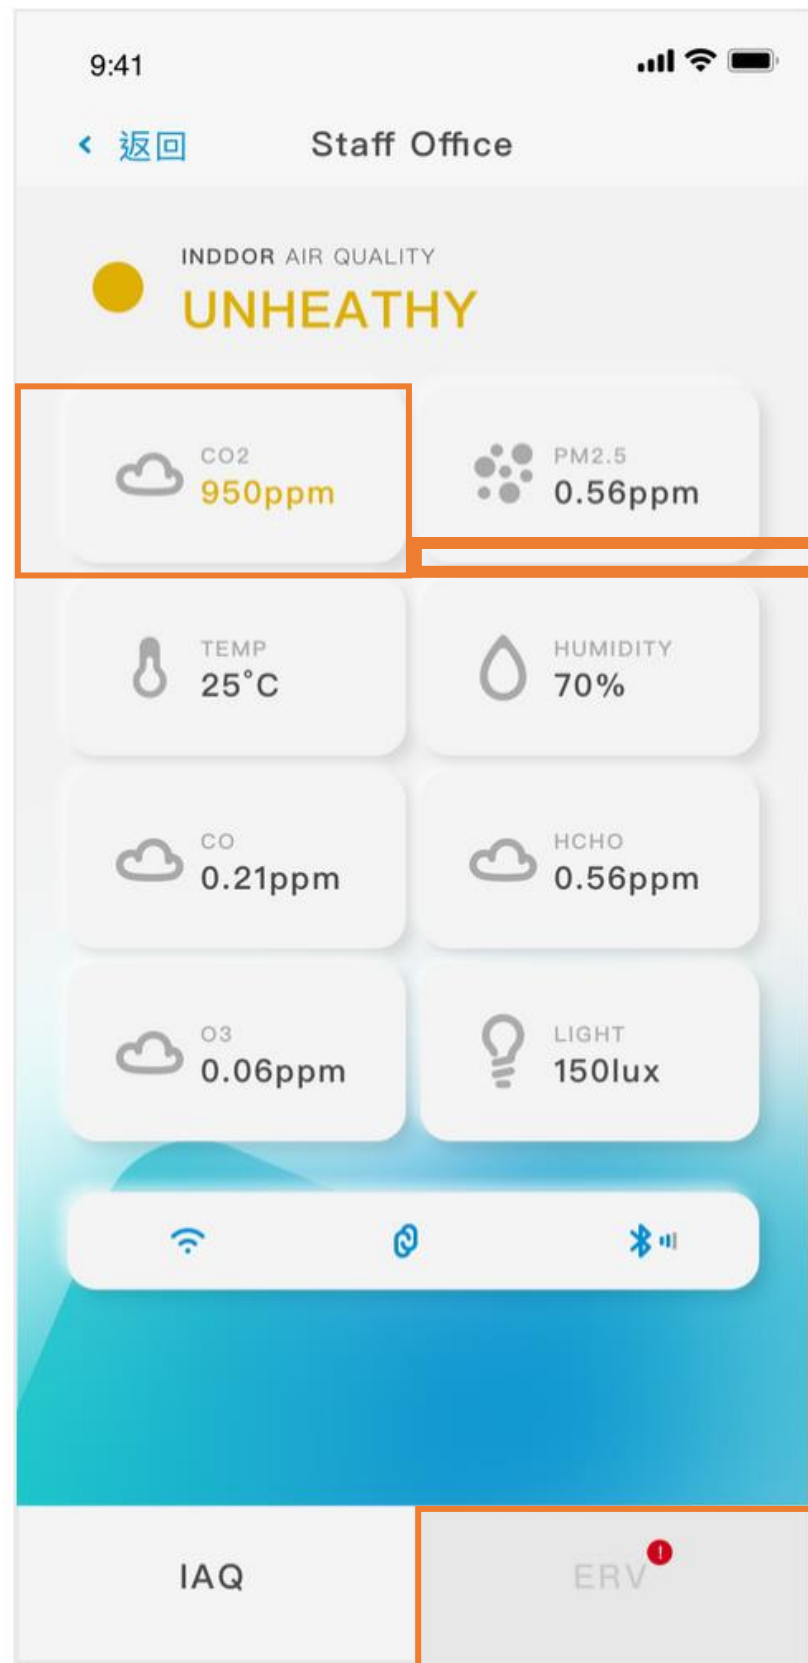 9:41
返回 Staff Office
INDDOR AIR QUALITY
UNHEATHY
CO2
950ppm
PM2.5
0.56ppm
TEMP
25°C
HUMIDITY
70%
CO
0.21ppm
HCHO
0.56ppm
O3
0.06ppm
LIGHT
150lux
IAQ
ERV
!